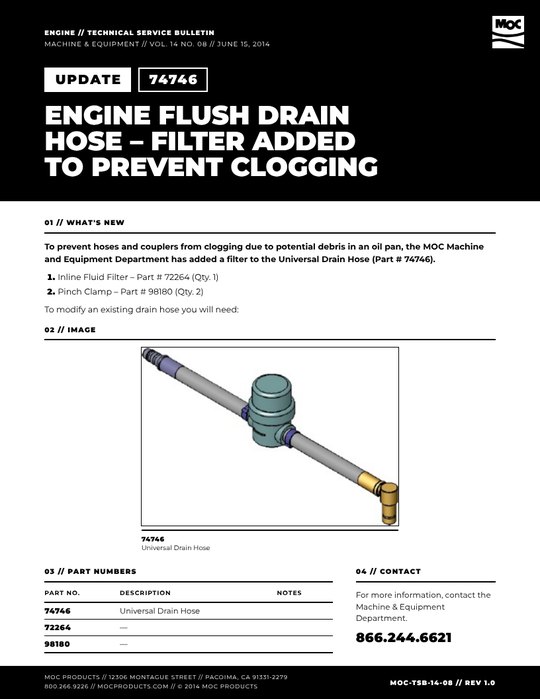 ENGINE // TECHNICAL SERVICE BULLETIN
MACHINE & EQUIPMENT // VOL. 14 NO. 08 // JUNE 15, 2014
MOC
UPDATE 74746
ENGINE FLUSH DRAIN
HOSE – FILTER ADDED
TO PREVENT CLOGGING
01 // WHAT'S NEW
To prevent hoses and couplers from clogging due to potential debris in an oil pan, the MOC Machine
and Equipment Department has added a filter to the Universal Drain Hose (Part # 74746).
1. Inline Fluid Filter – Part # 72264 (Qty. 1)
2. Pinch Clamp – Part # 98180 (Qty. 2)
To modify an existing drain hose you will need:
02 // IMAGE
74746
Universal Drain Hose
03 // PART NUMBERS
PART NO. DESCRIPTION NOTES
74746 Universal Drain Hose
72264 —
98180 —
04 // CONTACT
For more information, contact the
Machine & Equipment
Department.
866.244.6621
MOC PRODUCTS // 12306 MONTAGUE STREET // PACOIMA, CA 91331-2279
800.266.9226 // MOCPRODUCTS.COM // © 2014 MOC PRODUCTS
MOC-TSB-14-08 // REV 1.0